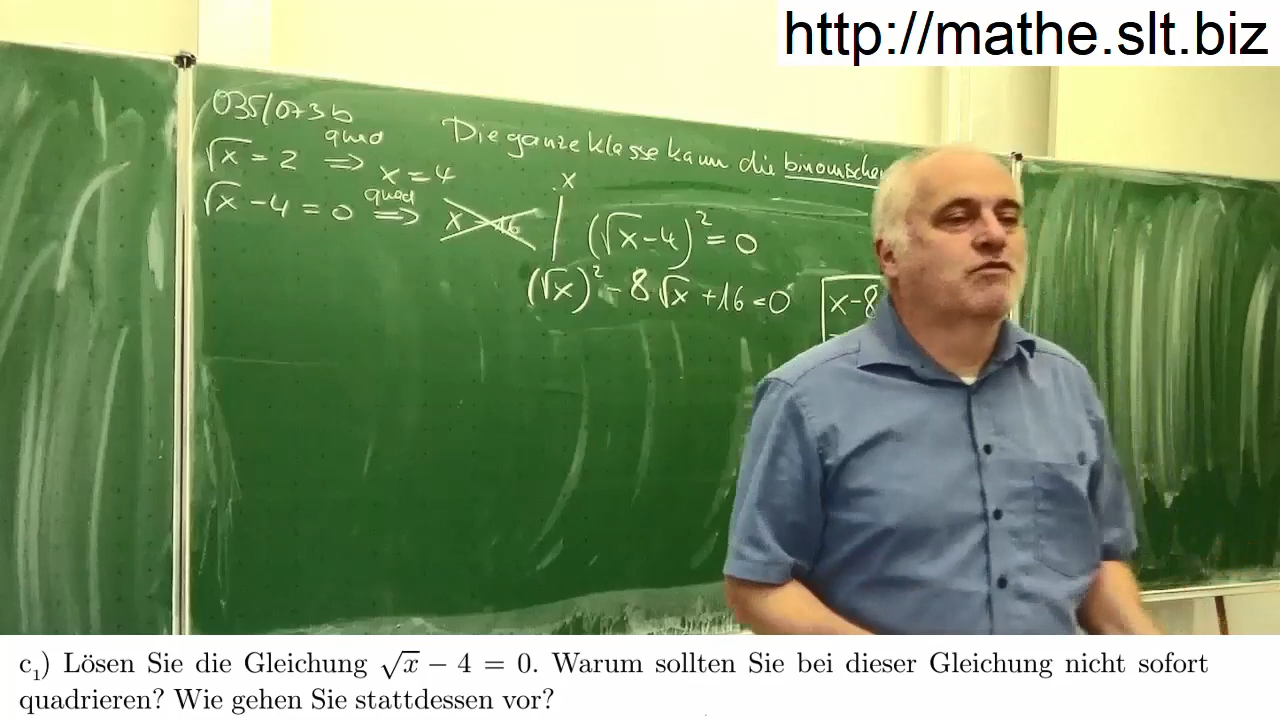 http://mathe.slt.biz
035/073b
Die ganze Klasse kann die binomischen
quad
√x = 2 ⇒ x = 4
quad
√x - 4 = 0 ⇒ x 16 | (√x - 4)² = 0
x
(√x)² - 8√x + 16 = 0 x - 8
c₁) Lösen Sie die Gleichung √x − 4 = 0. Warum sollten Sie bei dieser Gleichung nicht sofort
quadrieren? Wie gehen Sie stattdessen vor?